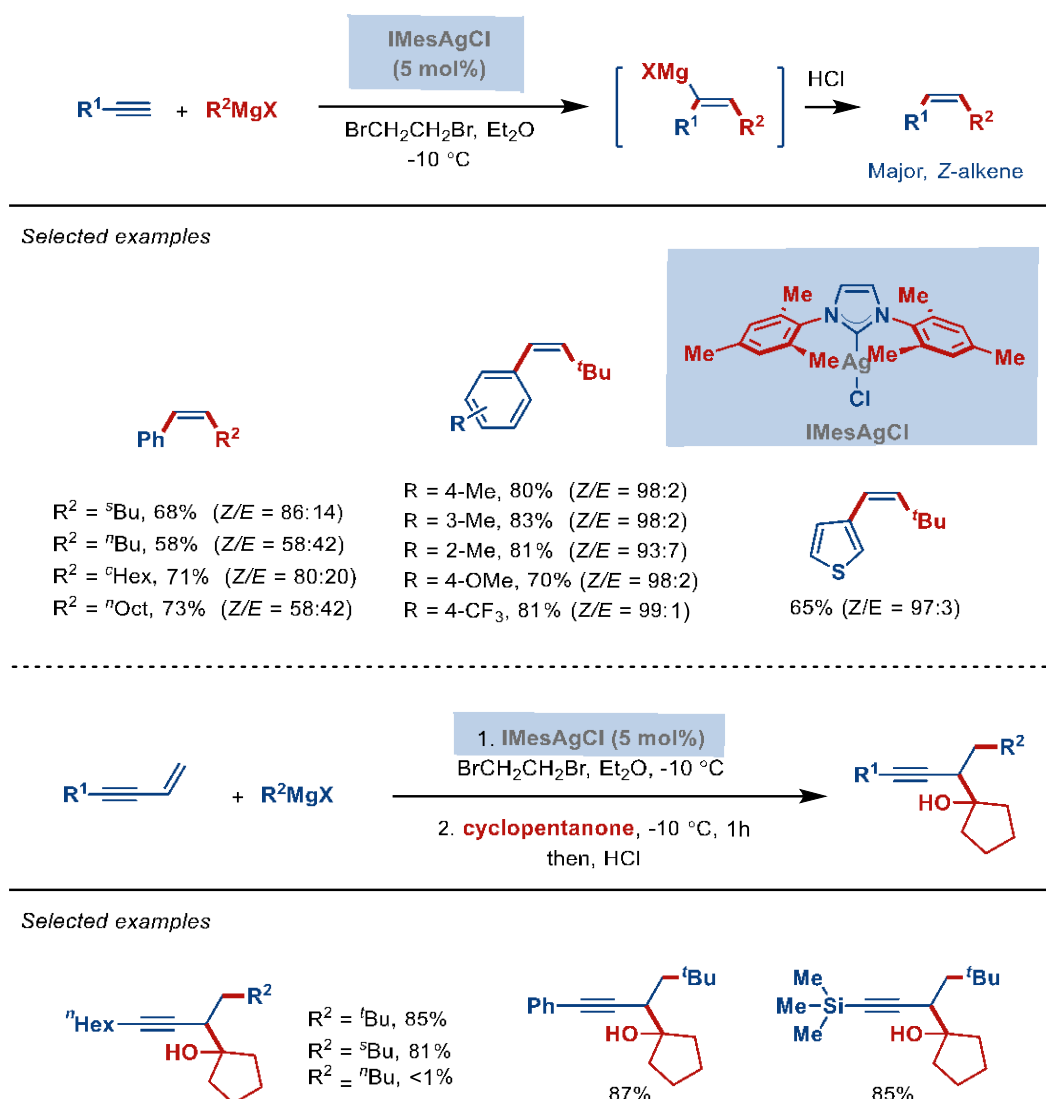 IMesAgCl
(5 mol%)
R¹ + R²MgX
BrCH₂CH₂Br, Et₂O
-10 °C
XMg
R¹ R²
HCl
R¹ R²
Major, Z-alkene
Selected examples
Ph R²
R² = ˢBu, 68% (Z/E = 86:14)
R² = ⁿBu, 58% (Z/E = 58:42)
R² = ᶜHex, 71% (Z/E = 80:20)
R² = ⁿOct, 73% (Z/E = 58:42)
R ᵗBu
R = 4-Me, 80% (Z/E = 98:2)
R = 3-Me, 83% (Z/E = 98:2)
R = 2-Me, 81% (Z/E = 93:7)
R = 4-OMe, 70% (Z/E = 98:2)
R = 4-CF₃, 81% (Z/E = 99:1)
Me Me
N N
Me Me Me Me
Ag
Cl
IMesAgCl
ᵗBu
S
65% (Z/E = 97:3)
R¹ + R²MgX
1. IMesAgCl (5 mol%)
BrCH₂CH₂Br, Et₂O, -10 °C
2. cyclopentanone, -10 °C, 1h
then, HCl
R²
R¹
HO
Selected examples
R²
ⁿHex
HO
R² = ᵗBu, 85%
R² = ˢBu, 81%
R² = ⁿBu, <1%
ᵗBu
Ph
HO
87%
Me ᵗBu
Me Si
Me HO
85%